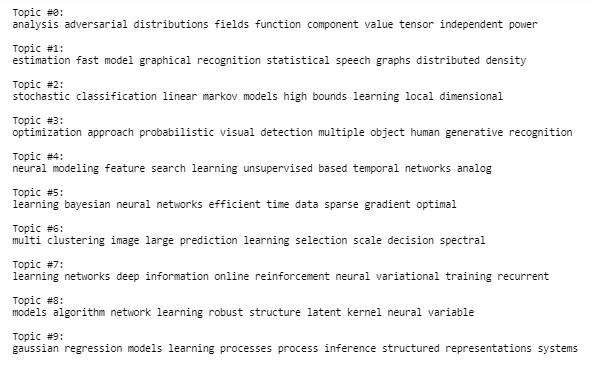 Topic #0:
analysis adversarial distributions fields function component value tensor independent power
Topic #1:
estimation fast model graphical recognition statistical speech graphs distributed density
Topic #2:
stochastic classification linear markov models high bounds learning local dimensional
Topic #3:
optimization approach probabilistic visual detection multiple object human generative recognition
Topic #4:
neural modeling feature search learning unsupervised based temporal networks analog
Topic #5:
learning bayesian neural networks efficient time data sparse gradient optimal
Topic #6:
multi clustering image large prediction learning selection scale decision spectral
Topic #7:
learning networks deep information online reinforcement neural variational training recurrent
Topic #8:
models algorithm network learning robust structure latent kernel neural variable
Topic #9:
gaussian regression models learning processes process inference structured representations systems